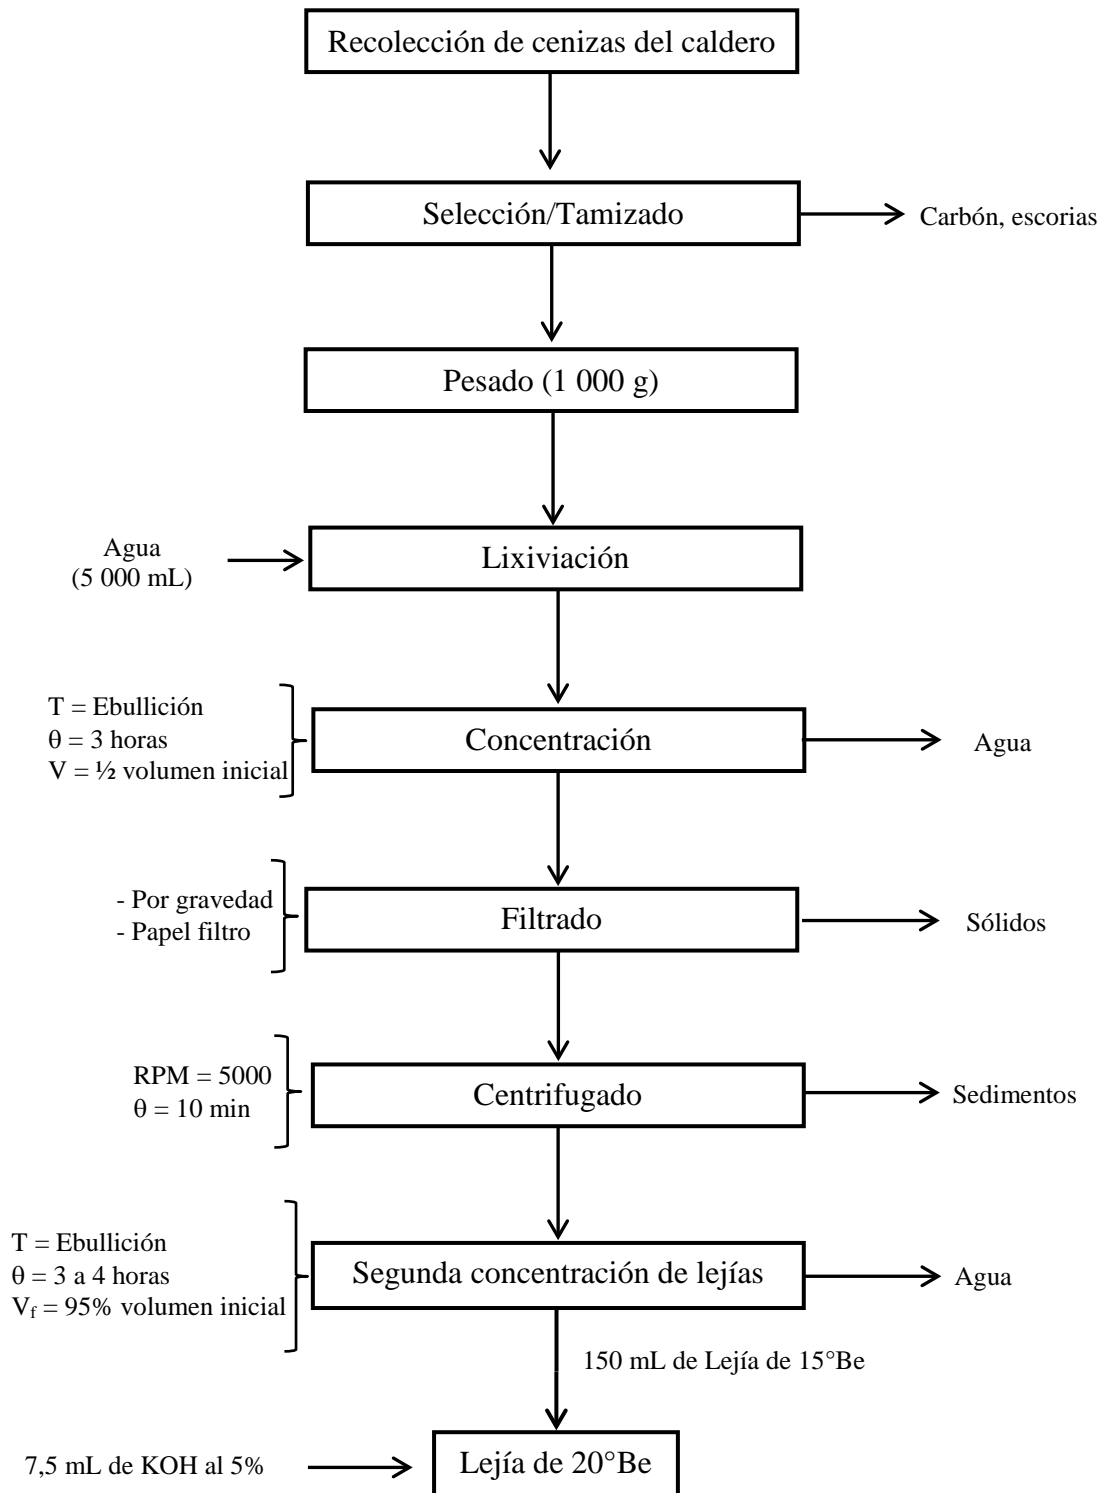 Recolección de cenizas del caldero
Selección/Tamizado
Carbón, escorias
Pesado (1 000 g)
Agua
(5 000 mL)
Lixiviación
T = Ebullición
θ = 3 horas
V = ½ volumen inicial
Concentración
Agua
- Por gravedad
- Papel filtro
Filtrado
Sólidos
RPM = 5000
θ = 10 min
Centrifugado
Sedimentos
T = Ebullición
θ = 3 a 4 horas
Vf = 95% volumen inicial
Segunda concentración de lejías
Agua
150 mL de Lejía de 15°Be
7,5 mL de KOH al 5%
Lejía de 20°Be